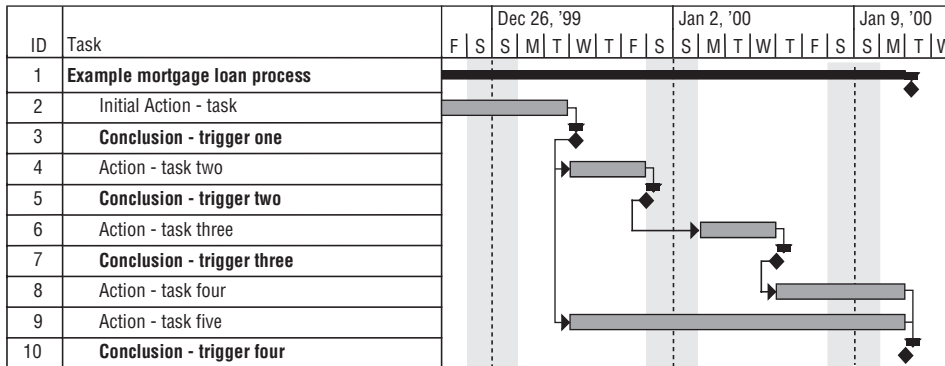 Dec 26, '99 Jan 2, '00 Jan 9, '00
ID Task F S S M T W T F S S M T W T F S S M T W
1 Example mortgage loan process
2 Initial Action - task
3 Conclusion - trigger one
4 Action - task two
5 Conclusion - trigger two
6 Action - task three
7 Conclusion - trigger three
8 Action - task four
9 Action - task five
10 Conclusion - trigger four